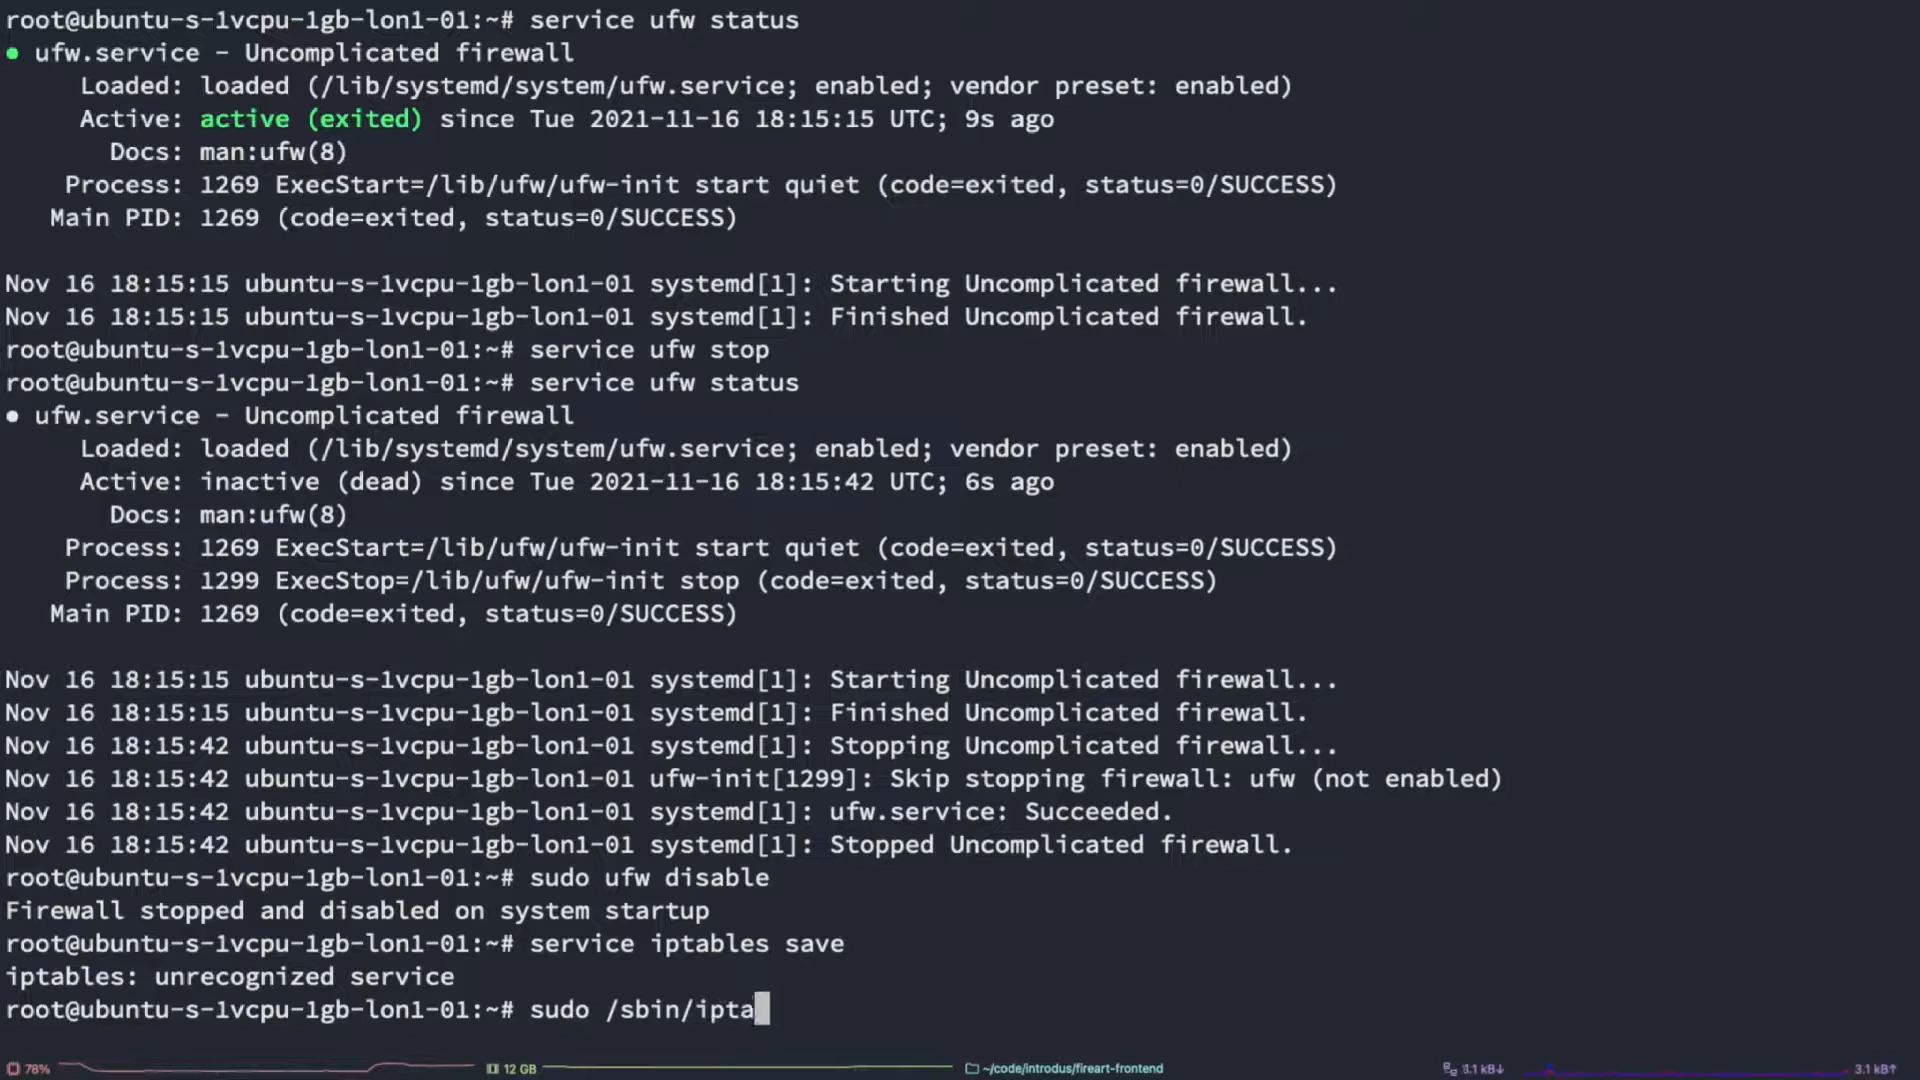 root@ubuntu-s-1vcpu-1gb-lon1-01:~# service ufw status
● ufw.service - Uncomplicated firewall
     Loaded: loaded (/lib/systemd/system/ufw.service; enabled; vendor preset: enabled)
     Active: active (exited) since Tue 2021-11-16 18:15:15 UTC; 9s ago
       Docs: man:ufw(8)
    Process: 1269 ExecStart=/lib/ufw/ufw-init start quiet (code=exited, status=0/SUCCESS)
   Main PID: 1269 (code=exited, status=0/SUCCESS)

Nov 16 18:15:15 ubuntu-s-1vcpu-1gb-lon1-01 systemd[1]: Starting Uncomplicated firewall...
Nov 16 18:15:15 ubuntu-s-1vcpu-1gb-lon1-01 systemd[1]: Finished Uncomplicated firewall.
root@ubuntu-s-1vcpu-1gb-lon1-01:~# service ufw stop
root@ubuntu-s-1vcpu-1gb-lon1-01:~# service ufw status
● ufw.service - Uncomplicated firewall
     Loaded: loaded (/lib/systemd/system/ufw.service; enabled; vendor preset: enabled)
     Active: inactive (dead) since Tue 2021-11-16 18:15:42 UTC; 6s ago
       Docs: man:ufw(8)
    Process: 1269 ExecStart=/lib/ufw/ufw-init start quiet (code=exited, status=0/SUCCESS)
    Process: 1299 ExecStop=/lib/ufw/ufw-init stop (code=exited, status=0/SUCCESS)
   Main PID: 1269 (code=exited, status=0/SUCCESS)

Nov 16 18:15:15 ubuntu-s-1vcpu-1gb-lon1-01 systemd[1]: Starting Uncomplicated firewall...
Nov 16 18:15:15 ubuntu-s-1vcpu-1gb-lon1-01 systemd[1]: Finished Uncomplicated firewall.
Nov 16 18:15:42 ubuntu-s-1vcpu-1gb-lon1-01 systemd[1]: Stopping Uncomplicated firewall...
Nov 16 18:15:42 ubuntu-s-1vcpu-1gb-lon1-01 ufw-init[1299]: Skip stopping firewall: ufw (not enabled)
Nov 16 18:15:42 ubuntu-s-1vcpu-1gb-lon1-01 systemd[1]: ufw.service: Succeeded.
Nov 16 18:15:42 ubuntu-s-1vcpu-1gb-lon1-01 systemd[1]: Stopped Uncomplicated firewall.
root@ubuntu-s-1vcpu-1gb-lon1-01:~# sudo ufw disable
Firewall stopped and disabled on system startup
root@ubuntu-s-1vcpu-1gb-lon1-01:~# service iptables save
iptables: unrecognized service
root@ubuntu-s-1vcpu-1gb-lon1-01:~# sudo /sbin/ipta
78% 12 GB ~/code/introdus/fireart-frontend 3.1 kB↓ 3.1 kB↑